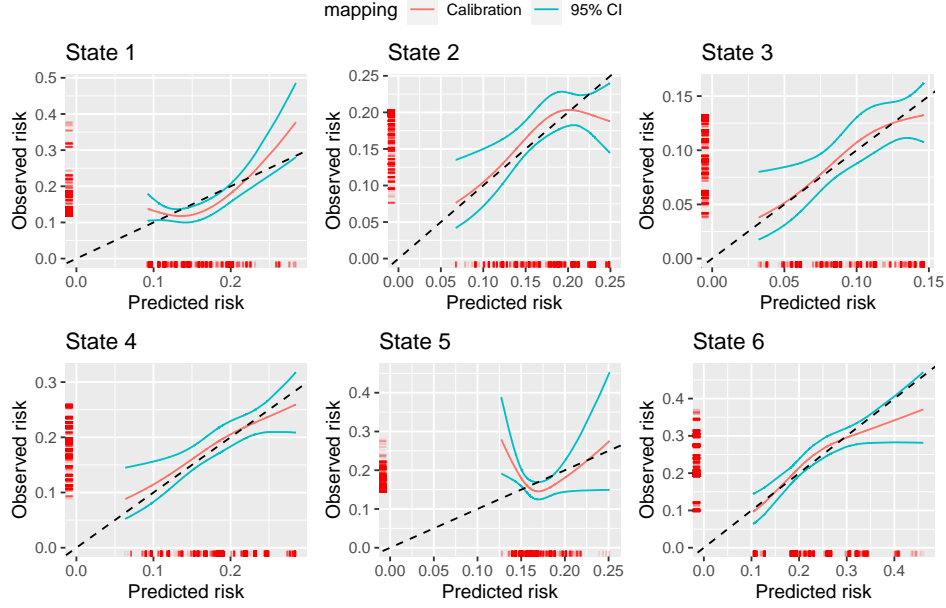 mapping Calibration 95% CI
State 1 State 2 State 3
0.5 0.4 0.3 0.2 0.1 0.0
Observed risk
0.0 0.1 0.2
Predicted risk
0.25 0.20 0.15 0.10 0.05 0.00
Observed risk
0.00 0.05 0.10 0.15 0.20 0.25
Predicted risk
0.15 0.10 0.05 0.00
Observed risk
0.00 0.05 0.10 0.15
Predicted risk
State 4 State 5 State 6
0.3 0.2 0.1 0.0
Observed risk
0.0 0.1 0.2
Predicted risk
0.4 0.3 0.2 0.1 0.0
Observed risk
0.00 0.05 0.10 0.15 0.20 0.25
Predicted risk
0.4 0.3 0.2 0.1 0.0
Observed risk
0.0 0.1 0.2 0.3 0.4
Predicted risk